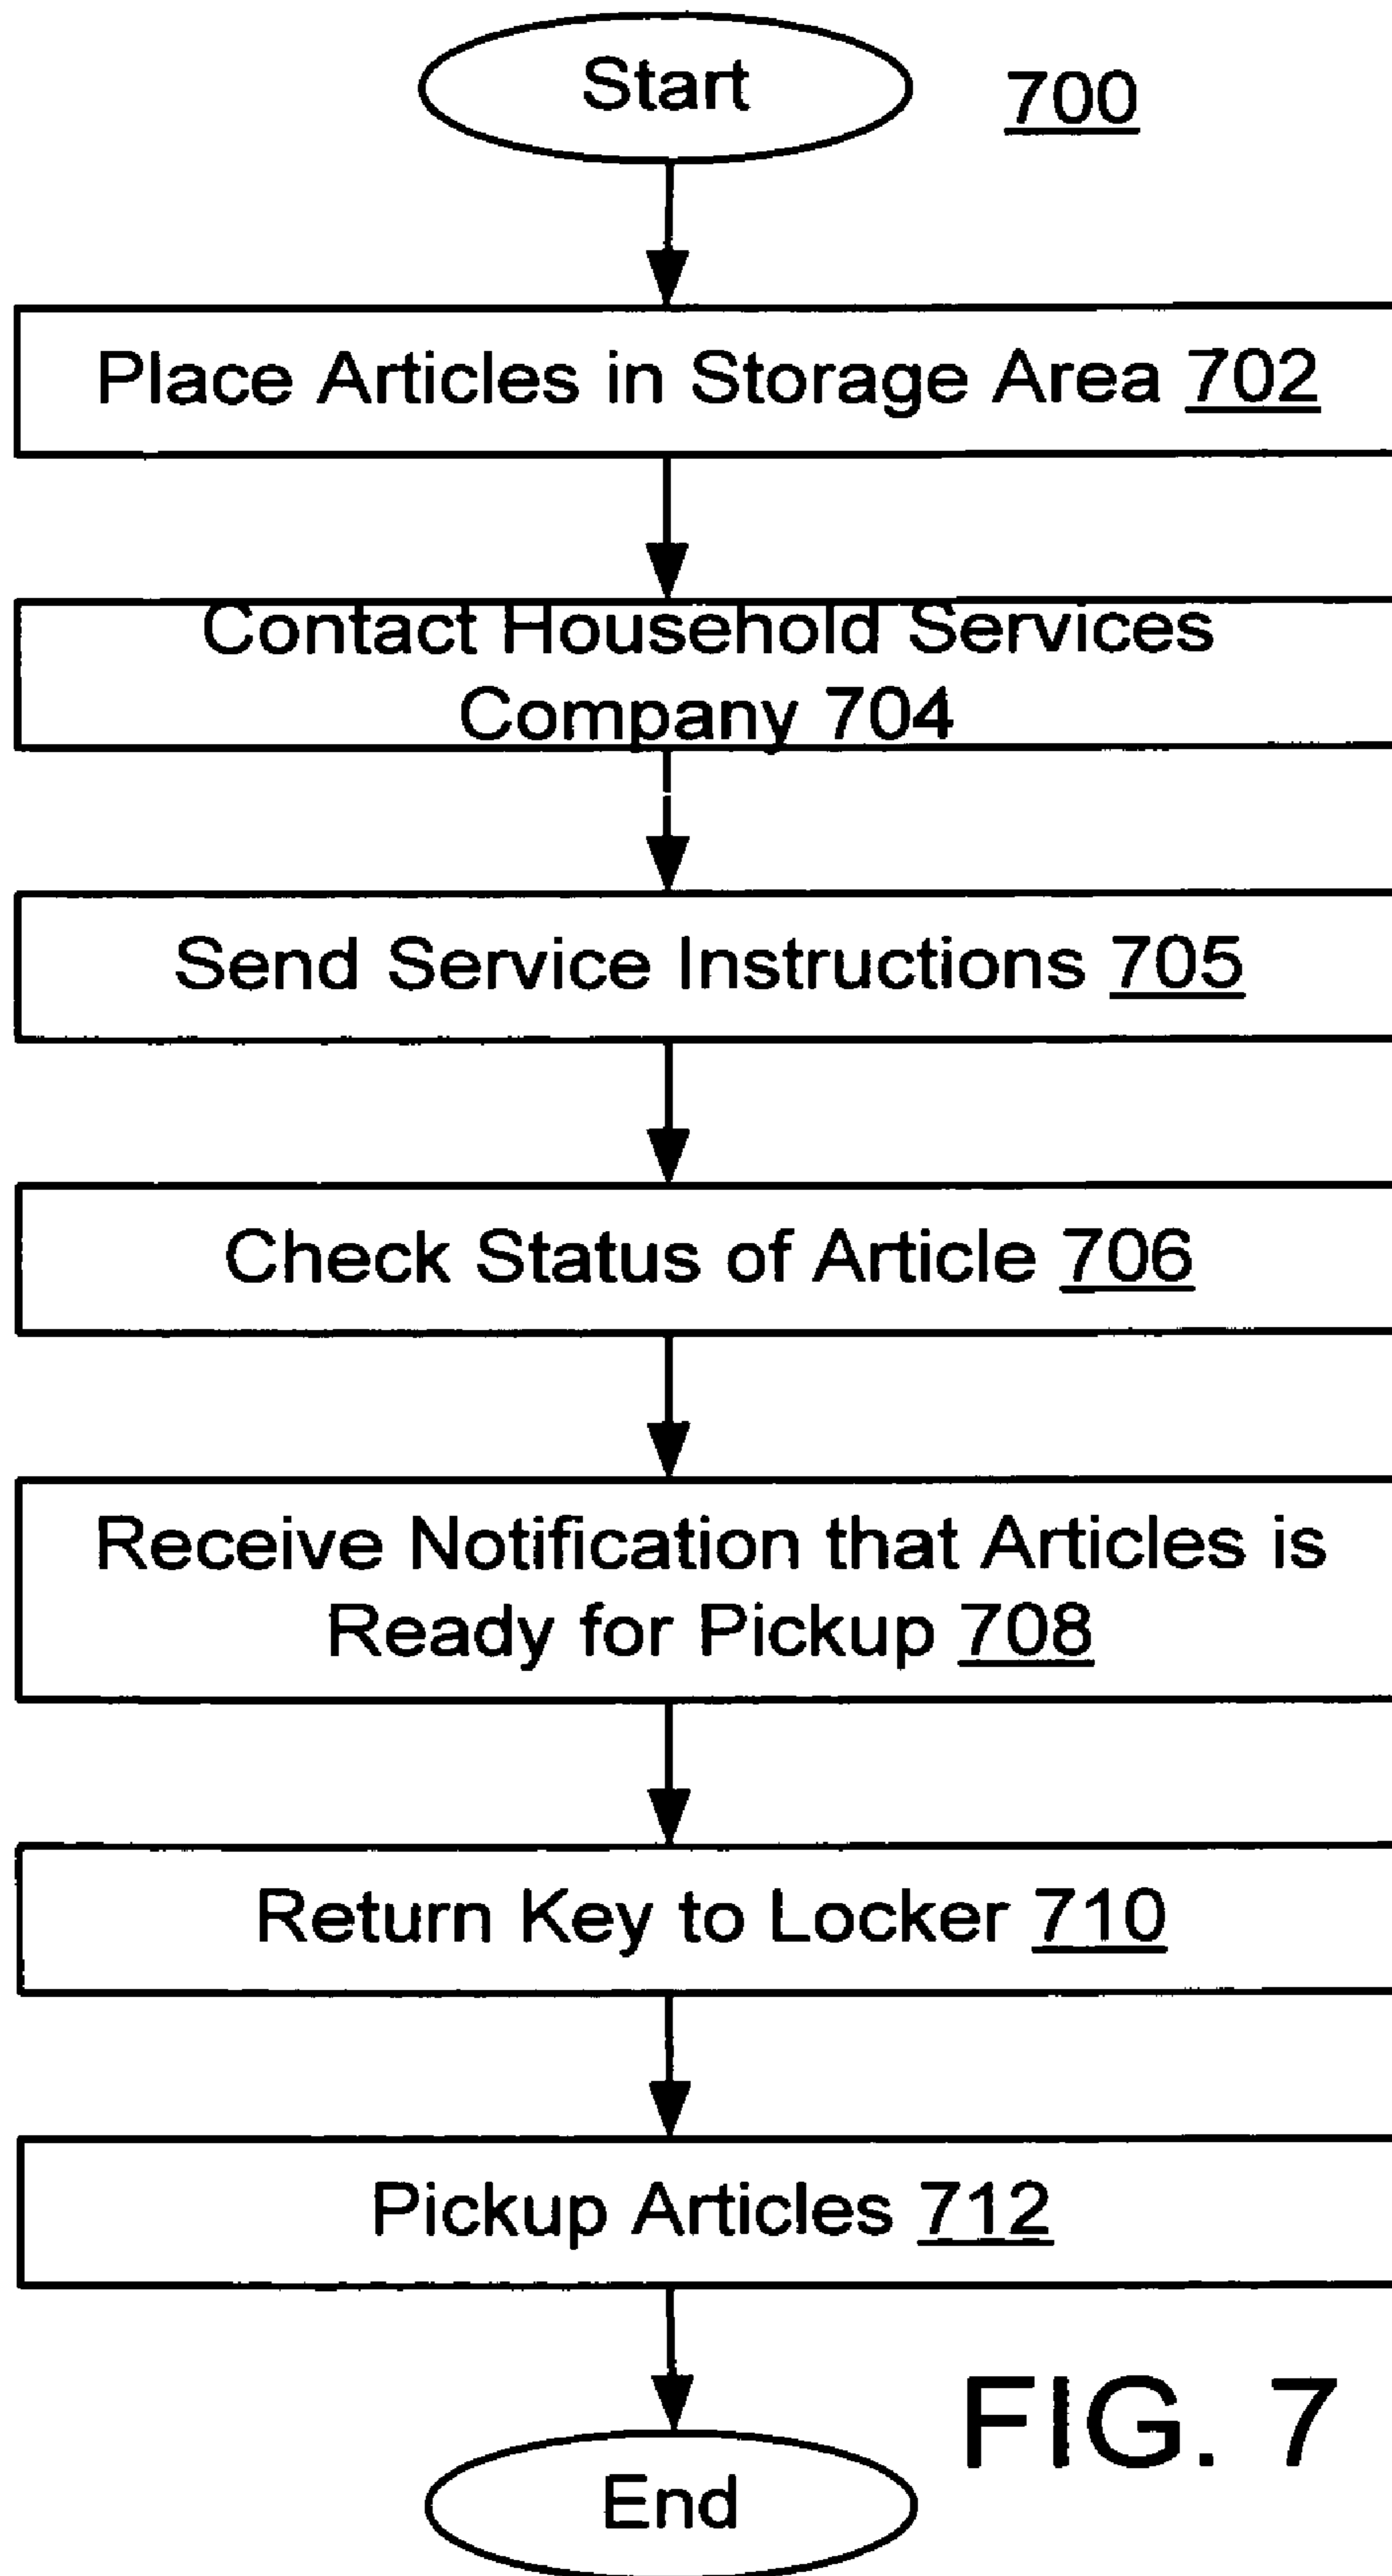 Start
700
Place Articles in Storage Area 702
Contact Household Services
Company 704
Send Service Instructions 705
Check Status of Article 706
Receive Notification that Articles is
Ready for Pickup 708
Return Key to Locker 710
Pickup Articles 712
FIG. 7
End